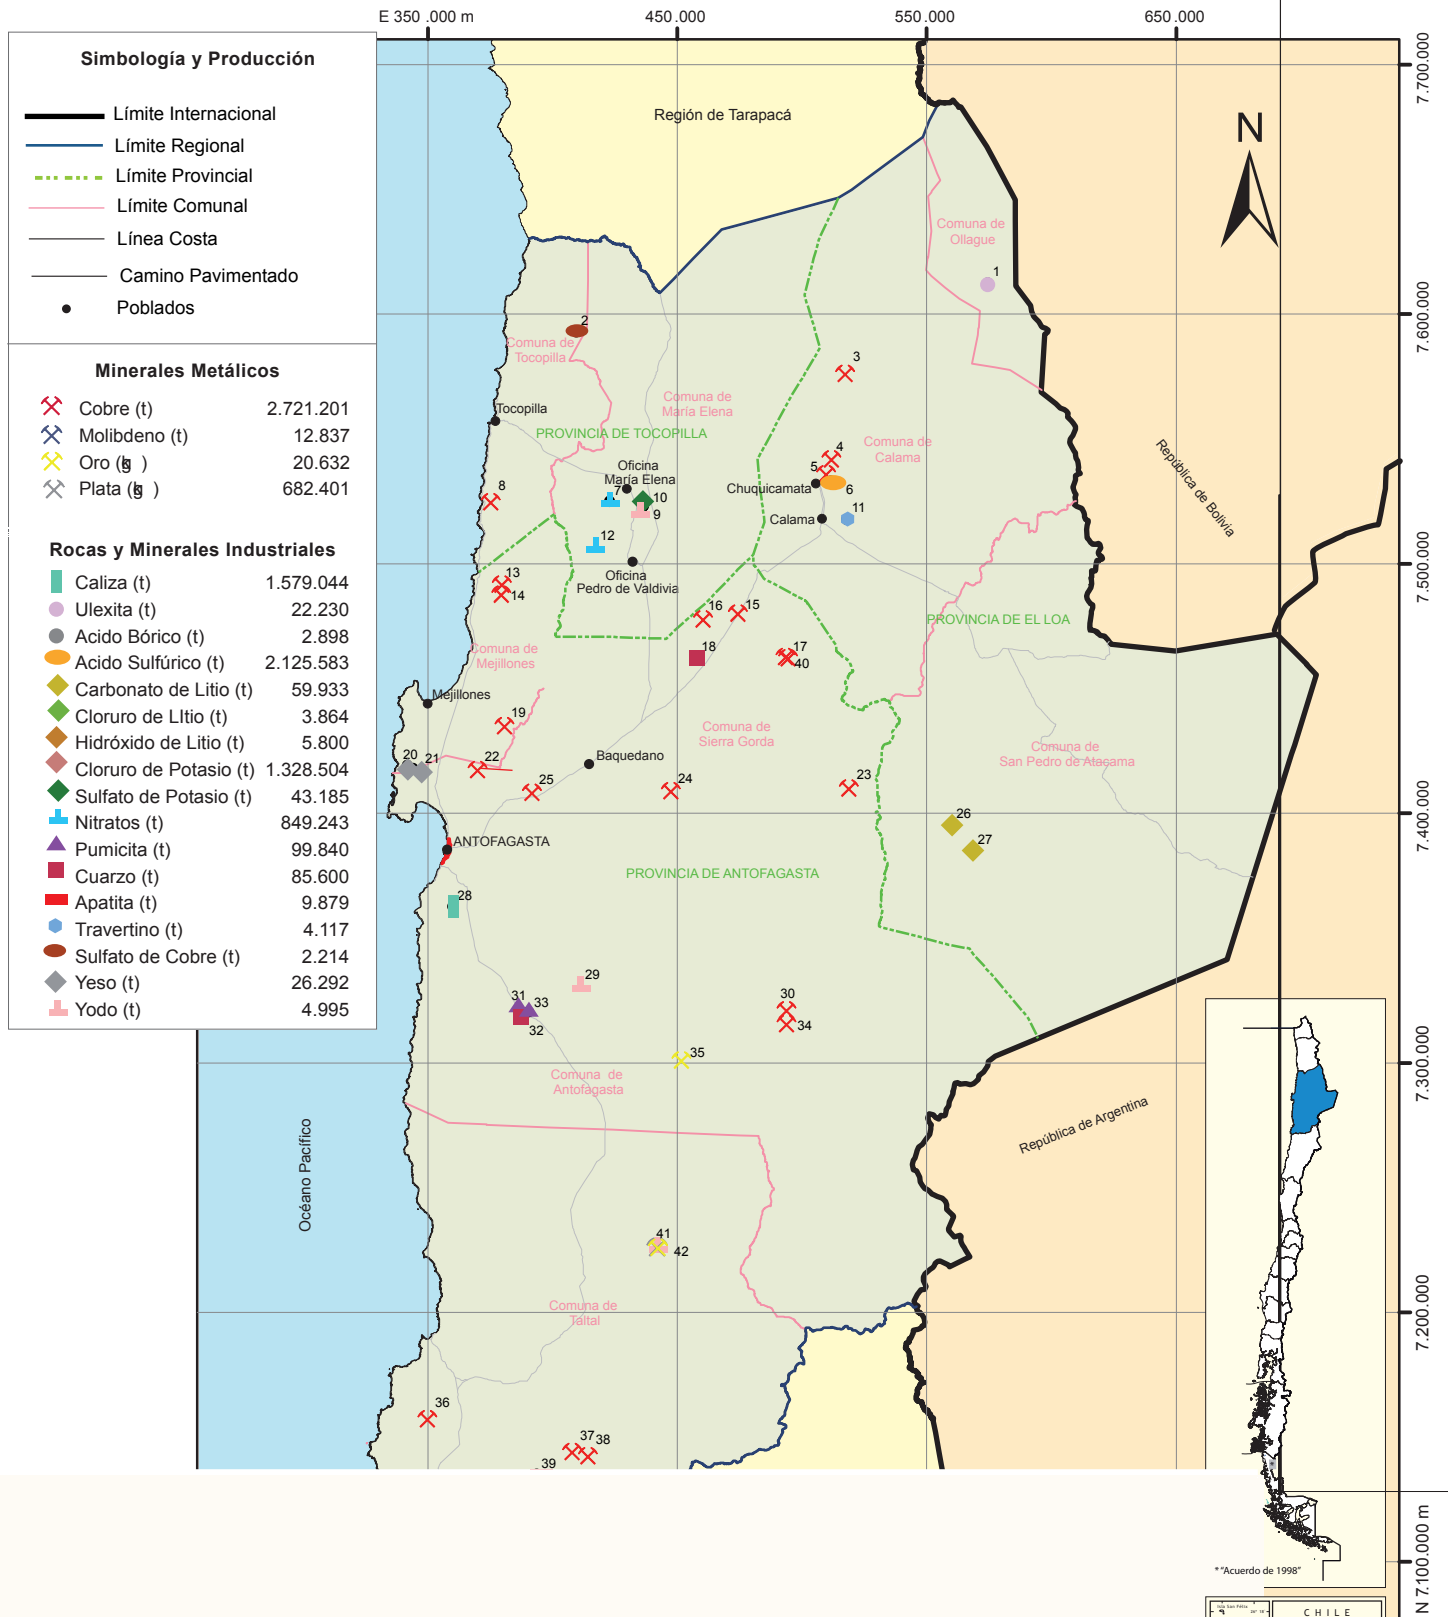 E 350.000 m
450.000
550.000
650.000
Simbología y Producción
Límite Internacional
Límite Regional
Límite Provincial
Límite Comunal
Línea Costa
Camino Pavimentado
Poblados
Minerales Metálicos
Cobre (t) 2.721.201
Molibdeno (t) 12.837
Oro (kg ) 20.632
Plata (kg ) 682.401
Rocas y Minerales Industriales
Caliza (t) 1.579.044
Ulexita (t) 22.230
Acido Bórico (t) 2.898
Acido Sulfúrico (t) 2.125.583
Carbonato de Litio (t) 59.933
Cloruro de LItio (t) 3.864
Hidróxido de Litio (t) 5.800
Cloruro de Potasio (t) 1.328.504
Sulfato de Potasio (t) 43.185
Nitratos (t) 849.243
Pumicita (t) 99.840
Cuarzo (t) 85.600
Apatita (t) 9.879
Travertino (t) 4.117
Sulfato de Cobre (t) 2.214
Yeso (t) 26.292
Yodo (t) 4.995
Región de Tarapacá
N
7.700.000
Comuna de
Ollague
1
7.600.000
2
Comuna de
Tocopilla
3
Comuna de
María Elena
Tocopilla
PROVINCIA DE TOCOPILLA
Comuna de
Calama
4
5
6
Oficina
María Elena
Chuquicamata
7
8
10
9
11
Calama
12
República de Bolivia
Oficina
Pedro de Valdivia
7.500.000
13
14
16
15
PROVINCIA DE EL LOA
Comuna de
Mejillones
18
17
40
Mejillones
19
Comuna de
Sierra Gorda
Comuna de
San Pedro de Atacama
20
21
22
Baquedano
25
24
23
7.400.000
26
27
ANTOFAGASTA
PROVINCIA DE ANTOFAGASTA
28
29
30
31
33
32
34
35
7.300.000
Comuna de
Antofagasta
República de Argentina
Océano Pacífico
41
42
7.200.000
Comuna de
Taltal
36
37
38
39
N 7.100.000 m
* "Acuerdo de 1998"
CHILE